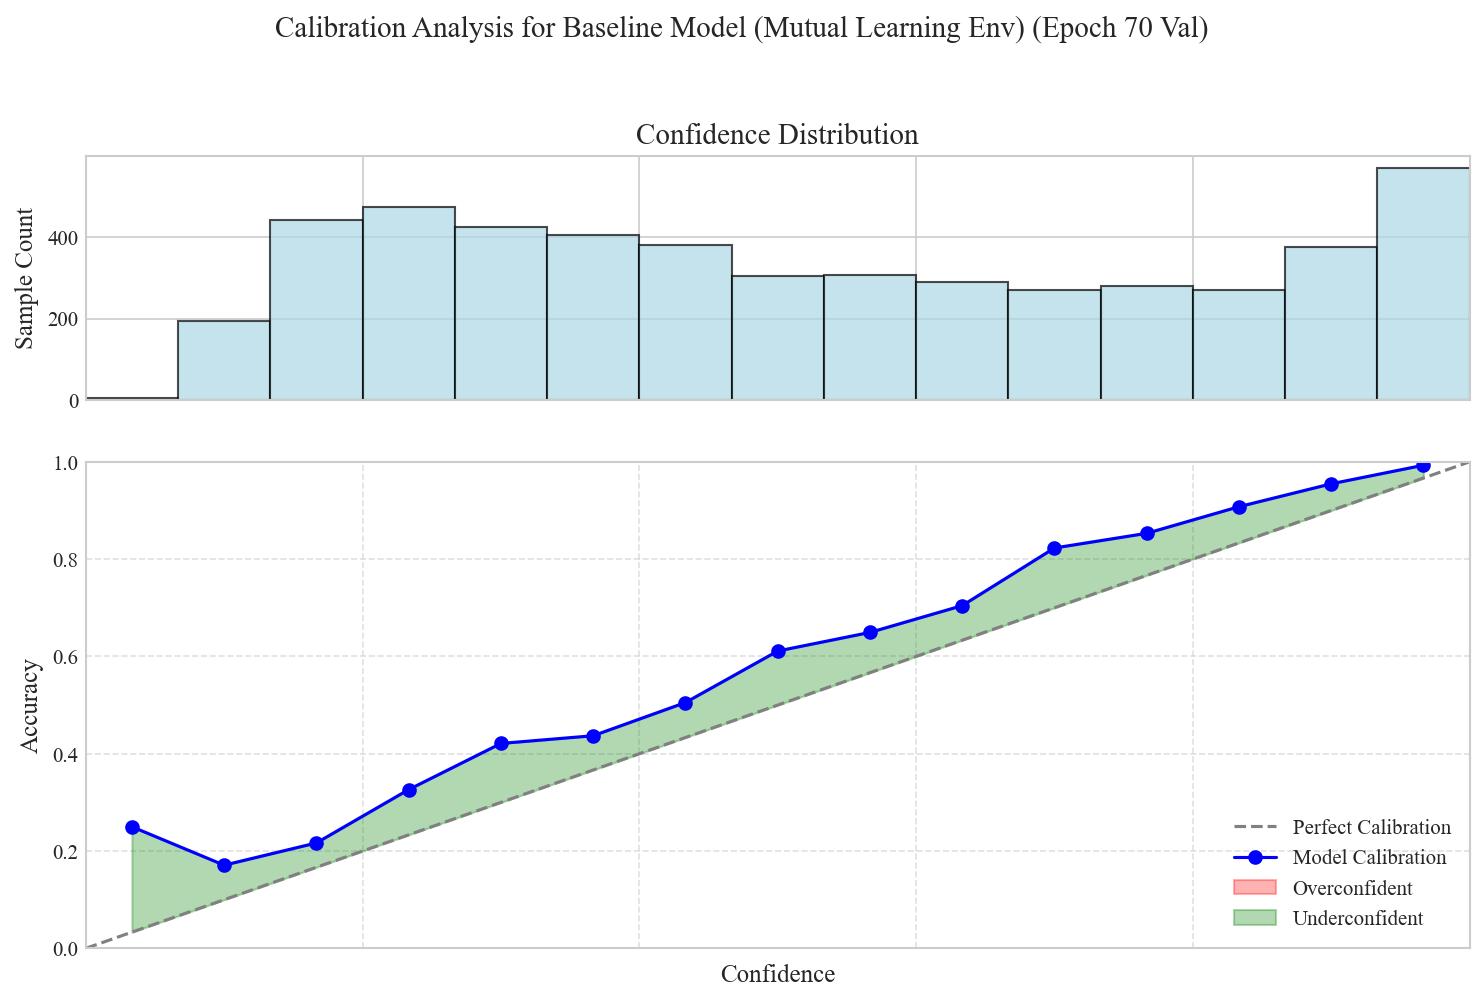 Calibration Analysis for Baseline Model (Mutual Learning Env) (Epoch 70 Val)
Confidence Distribution
Sample Count
400
200
0
1.0
0.8
0.6
0.4
0.2
0.0
Accuracy
Perfect Calibration
Model Calibration
Overconfident
Underconfident
Confidence